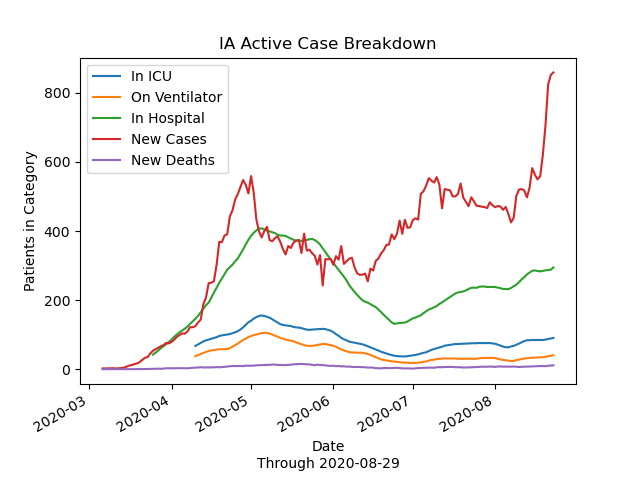 IA Active Case Breakdown
In ICU
On Ventilator
In Hospital
New Cases
New Deaths
Patients in Category
800
600
400
200
0
2020-03
2020-04
2020-05
2020-06
2020-07
2020-08
Date
Through 2020-08-29